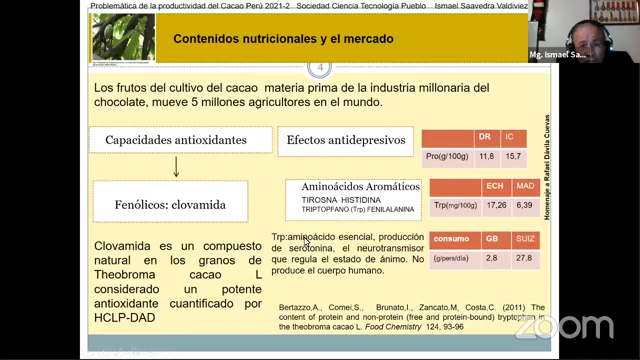 Problemática de la productividad del Cacao Perú 2021-2 Sociedad Ciencia Tecnología Pueblo Ismael Saavedra Valdiviez
Mg. Ismael Sa...
Contenidos nutricionales y el mercado
4
Los frutos del cultivo del cacao materia prima de la industria millonaria del
chocolate, mueve 5 millones agricultores en el mundo.
Capacidades antioxidantes
Efectos antidepresivos
DR IC
Pro(g/100g) 11,8 15,7
Fenólicos: clovamida
Aminoácidos Aromáticos
TIROSNA HISTIDINA
TRIPTOPFANO (Trp) FENILALANINA
ECH MAD
Trp(mg/100g) 17,26 6,39
Clovamida es un compuesto
natural en los granos de
Theobroma cacao L
considerado un potente
antioxidante cuantificado por
HCLP-DAD
Trp:aminoácido esencial, producción
de serotonina, el neurotransmisor
que regula el estado de ánimo. No
produce el cuerpo humano.
consumo GB SUIZ
(g/pers/día) 2,8 27,8
Bertazzo,A., Comei,S., Brunato,I., Zancato,M, Costa,C. (2011) The
content of protein and non-protein (free and protein-bound) tryptophan in
the theobroma cacao L. Food Chemistry 124, 93-96
Homenaje a Rafael Dávila Cuevas
zoom